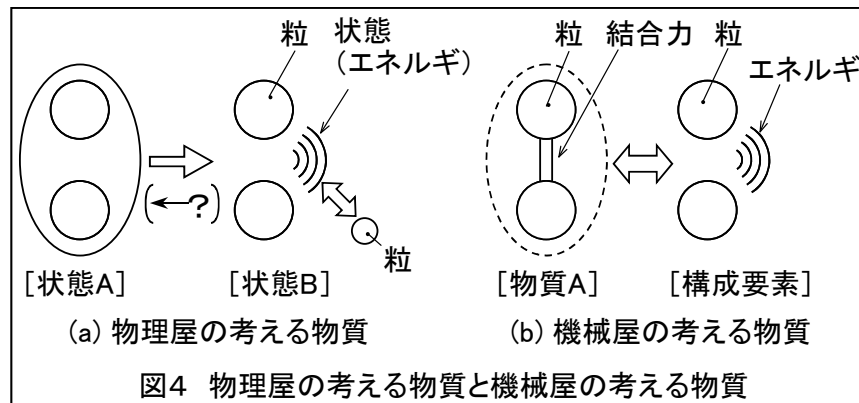 粒
状態
(エネルギ)
(←?)
粒
[状態A]
[状態B]
(a) 物理屋の考える物質
粒
結合力
粒
エネルギ
[物質A]
[構成要素]
(b) 機械屋の考える物質
図4 物理屋の考える物質と機械屋の考える物質